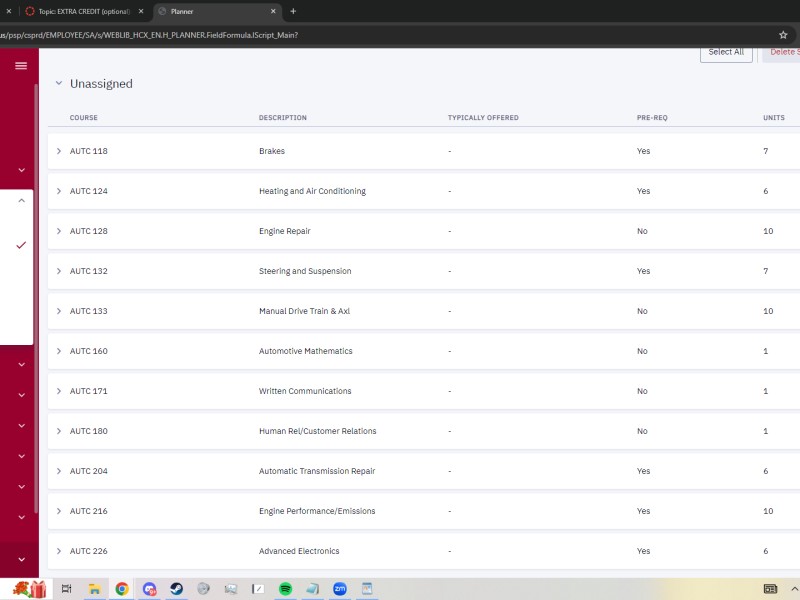 Topic: EXTRA CREDIT (optional)
Planner
us/psp/csprd/EMPLOYEE/SA/s/WEBLIB_HCX_EN.H_PLANNER.FieldFormula.IScript_Main?
Select All Delete S
Unassigned
COURSE DESCRIPTION TYPICALLY OFFERED PRE-REQ UNITS
AUTC 118 Brakes - Yes 7
AUTC 124 Heating and Air Conditioning - Yes 6
AUTC 128 Engine Repair - No 10
AUTC 132 Steering and Suspension - Yes 7
AUTC 133 Manual Drive Train & Axl - No 10
AUTC 160 Automotive Mathematics - No 1
AUTC 171 Written Communications - No 1
AUTC 180 Human Rel/Customer Relations - No 1
AUTC 204 Automatic Transmission Repair - Yes 6
AUTC 216 Engine Performance/Emissions - Yes 10
AUTC 226 Advanced Electronics - Yes 6
zm